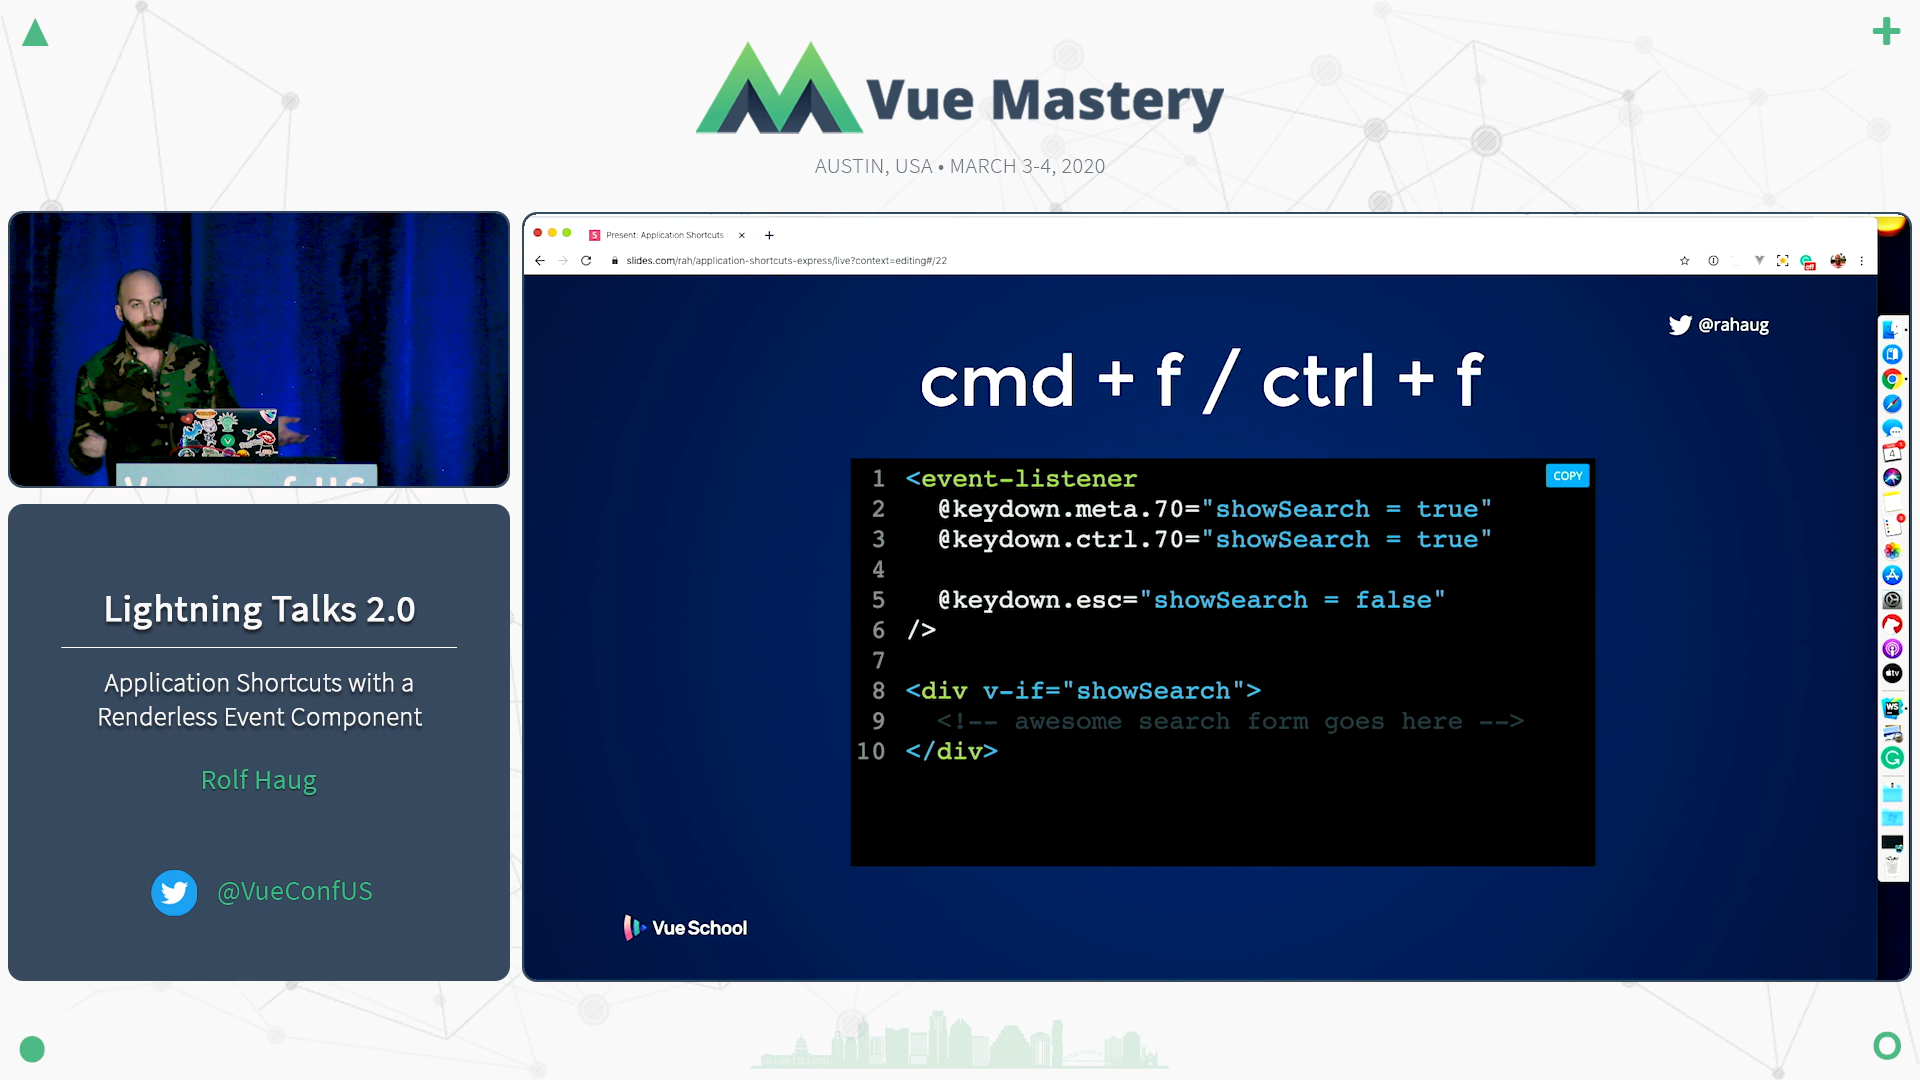 Vue Mastery
AUSTIN, USA • MARCH 3-4, 2020
Present: Application Shortcuts
slides.com/rah/application-shortcuts-express/live?context=editing#/22
@rahaug
cmd + f / ctrl + f
COPY
1 <event-listener
2 @keydown.meta.70="showSearch = true"
3 @keydown.ctrl.70="showSearch = true"
4
5 @keydown.esc="showSearch = false"
6 />
7
8 <div v-if="showSearch">
9 <!-- awesome search form goes here -->
10 </div>
Vue School
Lightning Talks 2.0
Application Shortcuts with a
Renderless Event Component
Rolf Haug
@VueConfUS